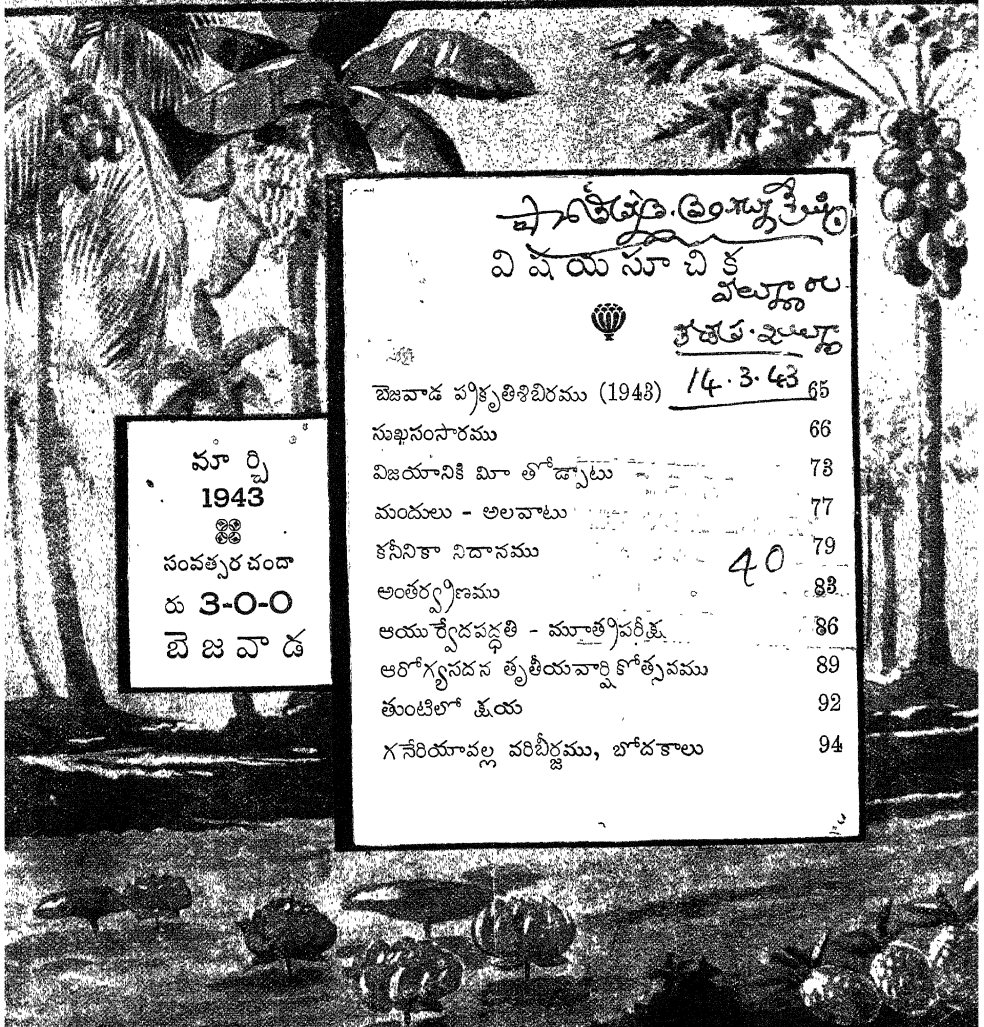 విషయసూచిక
కడప. జిల్లా
14.3.43
బెజవాడ ప్రకృతిశిబిరము (1943) 65
సుఖసంసారము 66
విజయానికి మీ తోడ్పాటు 73
మందులు - అలవాటు 77
కనీనికా నిదానము 79
40
అంతర్వ్రణము 83
ఆయుర్వేదపద్ధతి - మూత్రపరీక్ష 86
ఆరోగ్యసదన తృతీయవార్షికోత్సవము 89
తుంటిలో క్షయ 92
గనేరియావల్ల వరిబీర్జము, బోదకాలు 94
మార్చి
1943
సంవత్సర చందా
రు 3-0-0
బెజవాడ